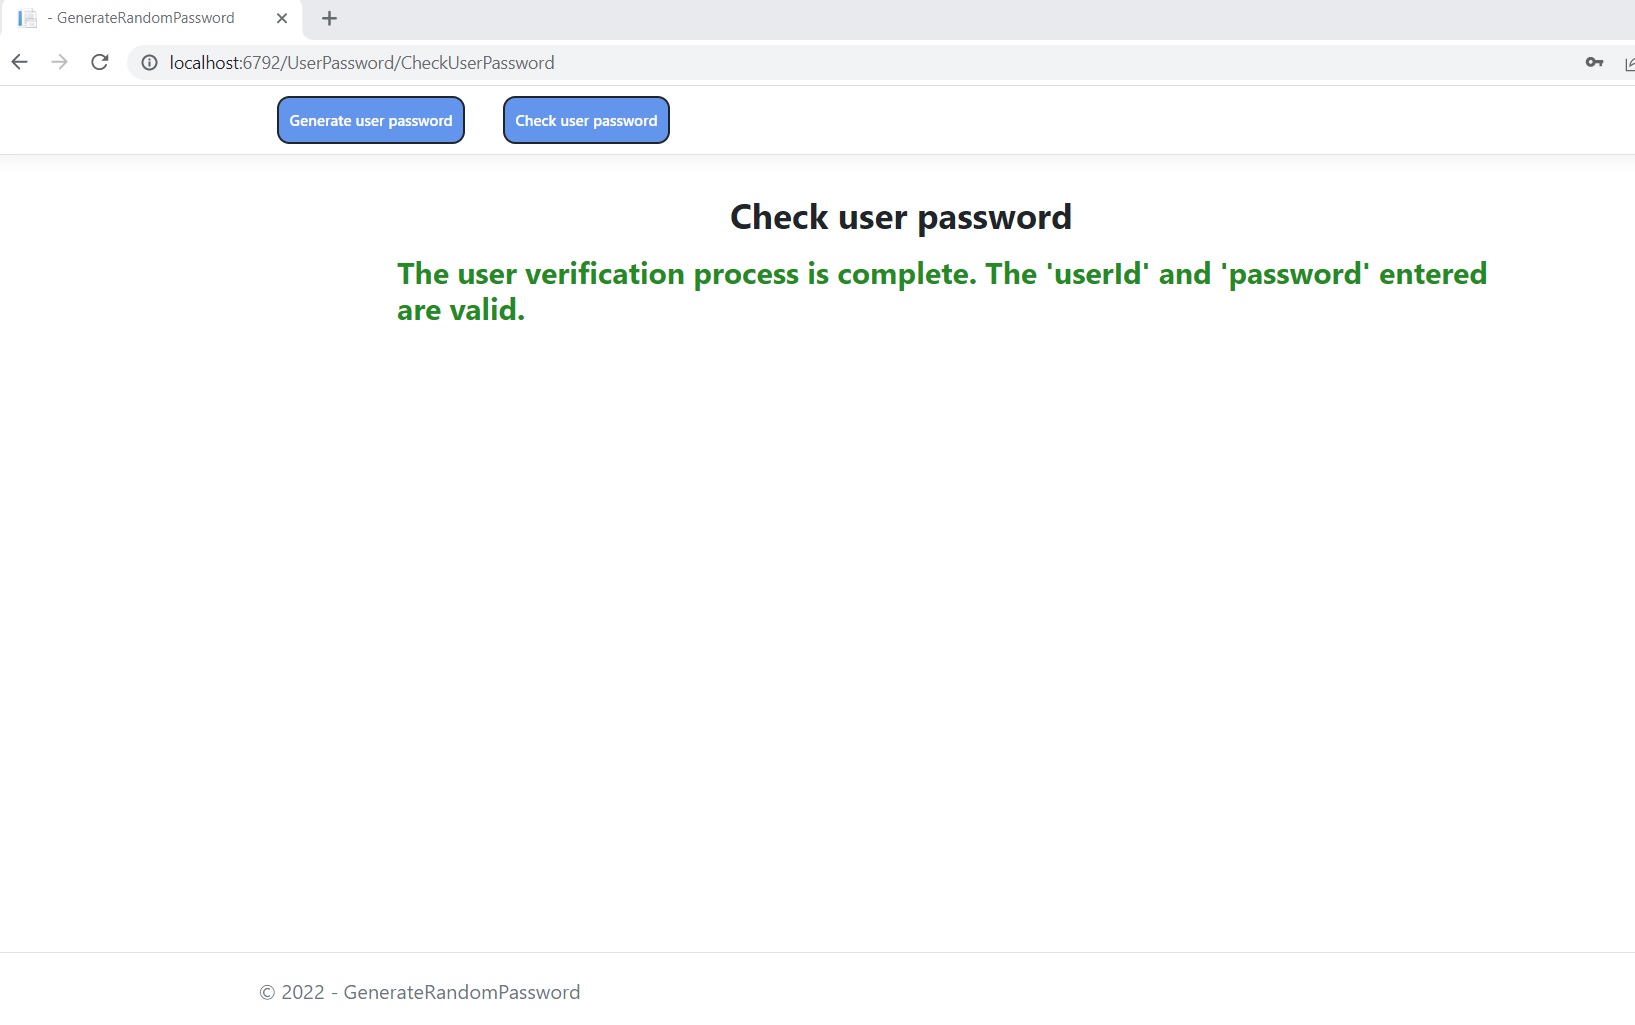 - GenerateRandomPassword
localhost:6792/UserPassword/CheckUserPassword
Generate user password
Check user password
Check user password
The user verification process is complete. The 'userId' and 'password' entered
are valid.
© 2022 - GenerateRandomPassword